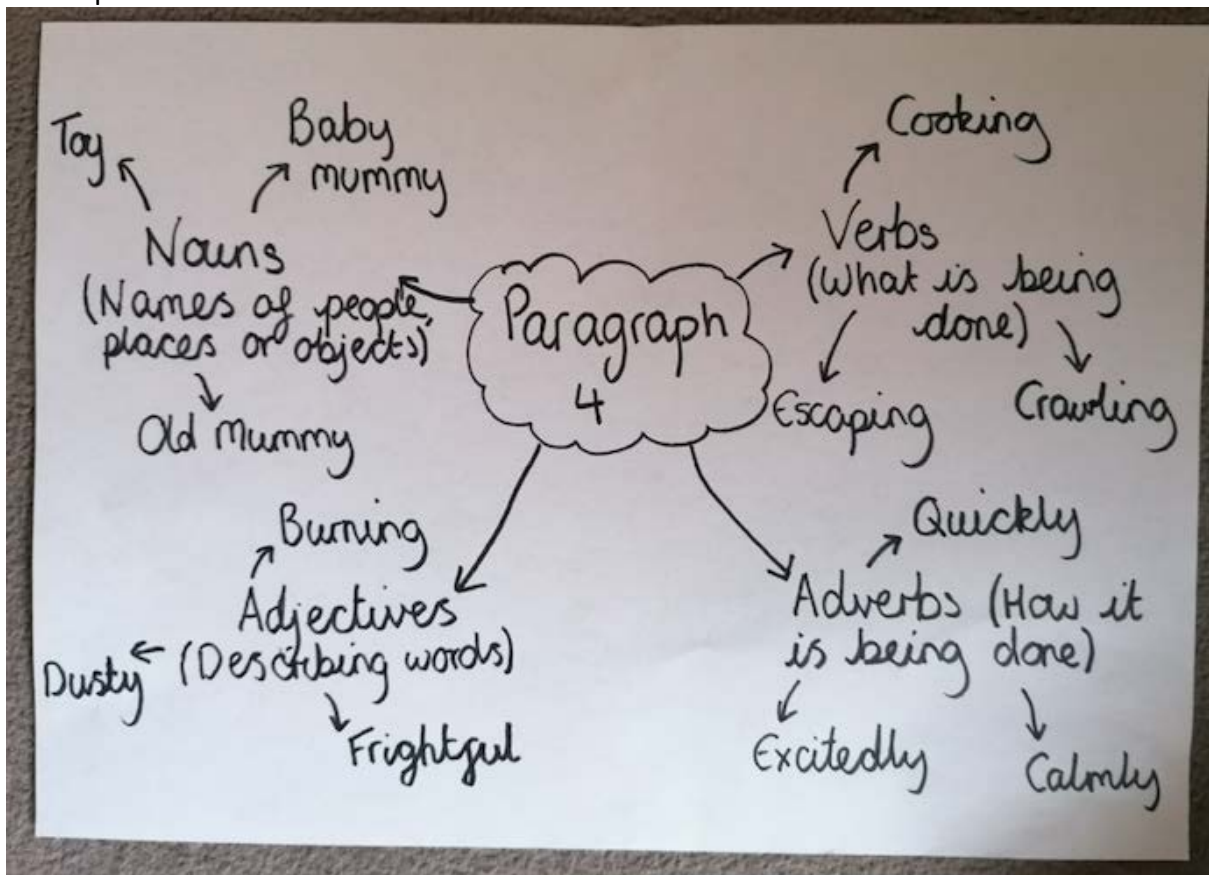 Paragraph
4
Toy
Baby
mummy
Nouns
(Names of people,
places or objects)
Old Mummy
Cooking
Verbs
(What is being
done)
Escaping
Crawling
Burning
Adjectives
(Describing words)
Dusty
Frightful
Quickly
Adverbs (How it
is being done)
Excitedly
Calmly